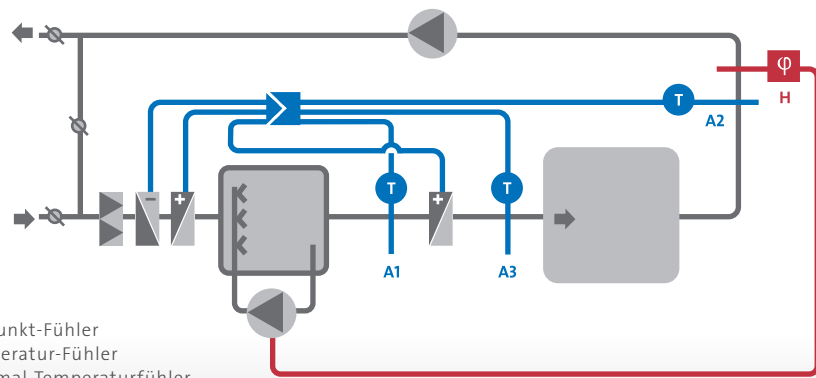 φ
H
T
A2
−
+
T
+
T
A1
A3
unkt-Fühler
eratur-Fühler